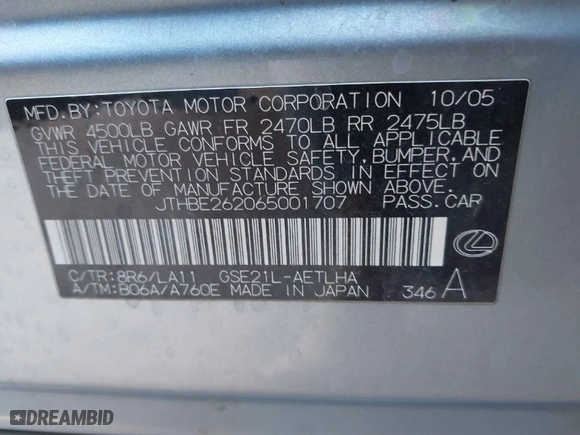 MFD.BY:TOYOTA MOTOR CORPORATION 10/05
GVWR 4500LB GAWR FR 2470LB RR 2475LB
THIS VEHICLE CONFORMS TO ALL APPLICABLE
FEDERAL MOTOR VEHICLE SAFETY, BUMPER, AND
THEFT PREVENTION STANDARDS IN EFFECT ON
THE DATE OF MANUFACTURE SHOWN ABOVE.
JTHBE262065001707 PASS.CAR
C/TR:8R6/LA11 GSE21L-AETLHA
A/TM:B06A/A760E MADE IN JAPAN 346 A
DREAMBID